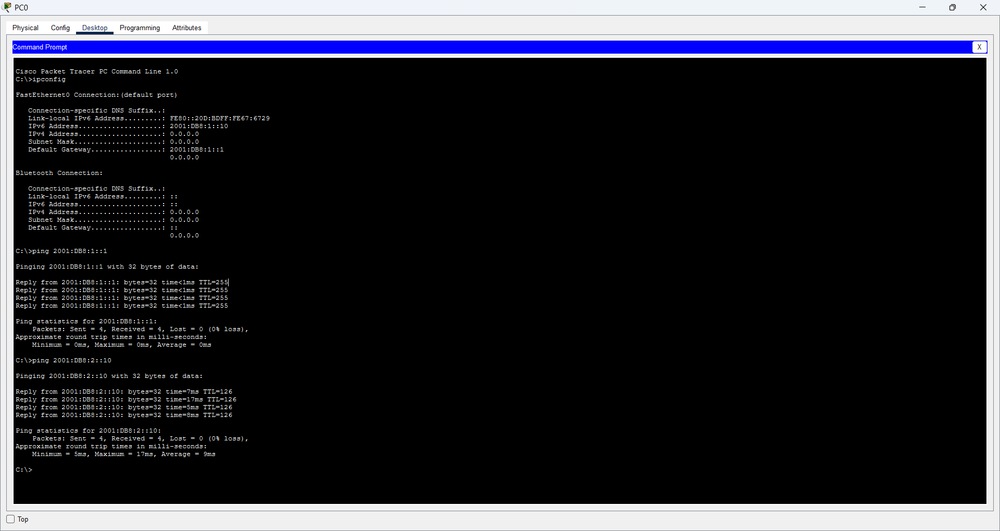 PC0
Physical Config Desktop Programming Attributes
Command Prompt X
Cisco Packet Tracer PC Command Line 1.0
C:\>ipconfig
FastEthernet0 Connection:(default port)
Connection-specific DNS Suffix..:
Link-local IPv6 Address.........: FE80::20D:BDFF:FE67:6729
IPv6 Address....................: 2001:DB8:1::10
IPv4 Address....................: 0.0.0.0
Subnet Mask.....................: 0.0.0.0
Default Gateway.................: 2001:DB8:1::1
0.0.0.0
Bluetooth Connection:
Connection-specific DNS Suffix..:
Link-local IPv6 Address.........: ::
IPv6 Address....................: ::
IPv4 Address....................: 0.0.0.0
Subnet Mask.....................: 0.0.0.0
Default Gateway.................: ::
0.0.0.0
C:\>ping 2001:DB8:1::1
Pinging 2001:DB8:1::1 with 32 bytes of data:
Reply from 2001:DB8:1::1: bytes=32 time<1ms TTL=255
Reply from 2001:DB8:1::1: bytes=32 time<1ms TTL=255
Reply from 2001:DB8:1::1: bytes=32 time<1ms TTL=255
Reply from 2001:DB8:1::1: bytes=32 time<1ms TTL=255
Ping statistics for 2001:DB8:1::1:
Packets: Sent = 4, Received = 4, Lost = 0 (0% loss),
Approximate round trip times in milli-seconds:
Minimum = 0ms, Maximum = 0ms, Average = 0ms
C:\>ping 2001:DB8:2::10
Pinging 2001:DB8:2::10 with 32 bytes of data:
Reply from 2001:DB8:2::10: bytes=32 time=7ms TTL=126
Reply from 2001:DB8:2::10: bytes=32 time=17ms TTL=126
Reply from 2001:DB8:2::10: bytes=32 time=5ms TTL=126
Reply from 2001:DB8:2::10: bytes=32 time=8ms TTL=126
Ping statistics for 2001:DB8:2::10:
Packets: Sent = 4, Received = 4, Lost = 0 (0% loss),
Approximate round trip times in milli-seconds:
Minimum = 5ms, Maximum = 17ms, Average = 9ms
C:\>
Top